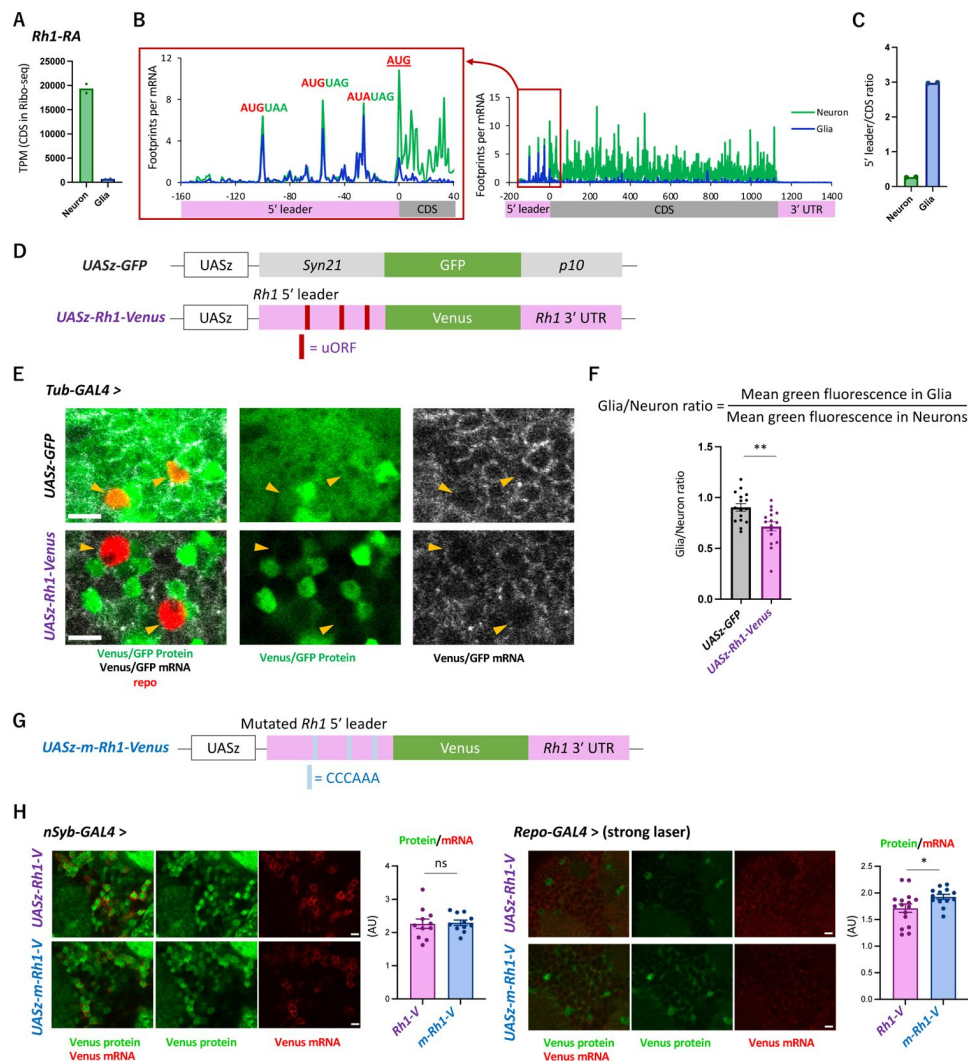 A
Rh1-RA
TPM (CDS in Ribo-seq)
25000
20000
15000
10000
5000
0
Neuron
Glia
B
Footprints per mRNA
12
8
4
0
AUGUAA
AUGUAG
AUAUAG
AUG
-160
-120
-80
-40
0
40
5' leader
CDS
Footprints per mRNA
18
12
6
0
Neuron
Glia
-200
0
200
400
600
800
1000
1200
1400
5' leader
CDS
3' UTR
C
5' leader/CDS ratio
4
3
2
1
0
Neuron
Glia
D
UASz-GFP
UASz
Syn21
GFP
p10
Rh1 5' leader
UASz-Rh1-Venus
UASz
Venus
Rh1 3' UTR
= uORF
E
Tub-GAL4 >
UASz-GFP
UASz-Rh1-Venus
Venus/GFP Protein
Venus/GFP mRNA
repo
Venus/GFP Protein
Venus/GFP mRNA
F
Glia/Neuron ratio =
Mean green fluorescence in Glia
Mean green fluorescence in Neurons
Glia/Neuron ratio
1.5
1.0
0.5
0.0
**
UASz-GFP
UASz-Rh1-Venus
G
Mutated Rh1 5' leader
UASz-m-Rh1-Venus
UASz
Venus
Rh1 3' UTR
= CCCAAA
H
nSyb-GAL4 >
UASz-Rh1-V
UASz-m-Rh1-V
Venus protein
Venus mRNA
Venus protein
Venus mRNA
Protein/mRNA
(AU)
4
3
2
1
0
ns
Rh1-V
m-Rh1-V
Repo-GAL4 > (strong laser)
UASz-Rh1-V
UASz-m-Rh1-V
Venus protein
Venus mRNA
Venus protein
Venus mRNA
Protein/mRNA
(AU)
2.5
2.0
1.5
1.0
0.5
0.0
*
Rh1-V
m-Rh1-V